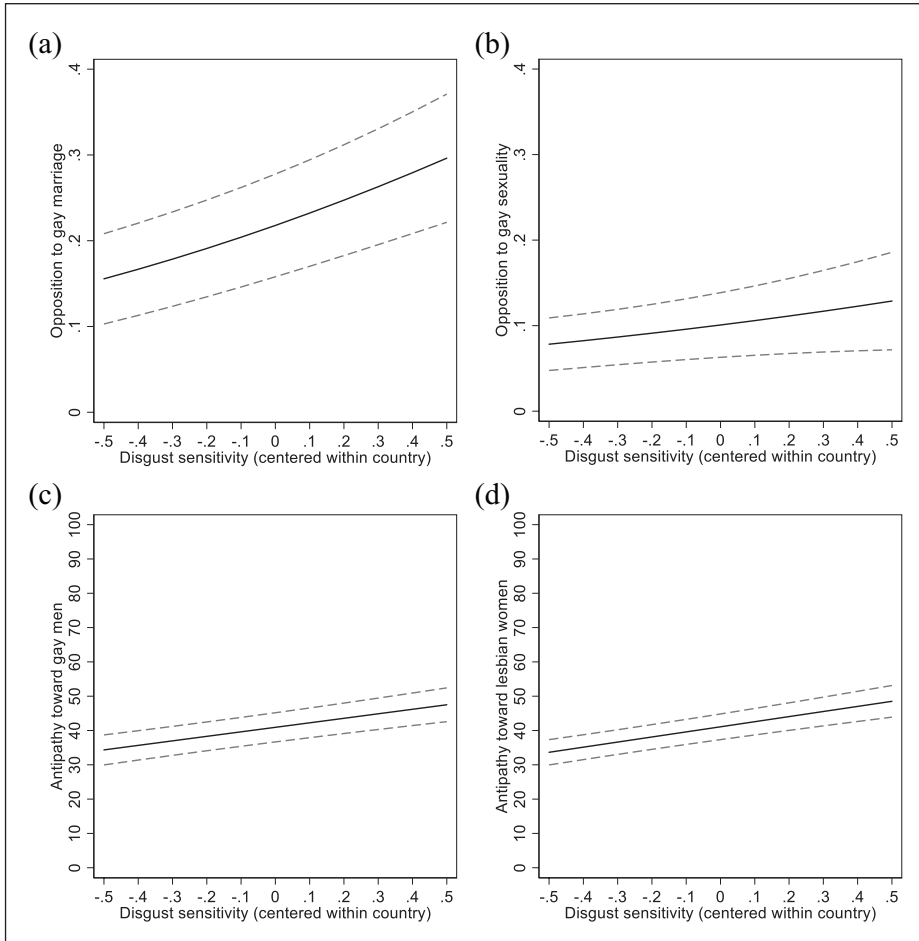 (a)
Opposition to gay marriage
.4
.3
.2
.1
0
-.5 -.4 -.3 -.2 -.1 0 .1 .2 .3 .4 .5
Disgust sensitivity (centered within country)
(b)
Opposition to gay sexuality
.4
.3
.2
.1
0
-.5 -.4 -.3 -.2 -.1 0 .1 .2 .3 .4 .5
Disgust sensitivity (centered within country)
(c)
Antipathy toward gay men
100
90
80
70
60
50
40
30
20
10
0
-.5 -.4 -.3 -.2 -.1 0 .1 .2 .3 .4 .5
Disgust sensitivity (centered within country)
(d)
Antipathy toward lesbian women
100
90
80
70
60
50
40
30
20
10
0
-.5 -.4 -.3 -.2 -.1 0 .1 .2 .3 .4 .5
Disgust sensitivity (centered within country)